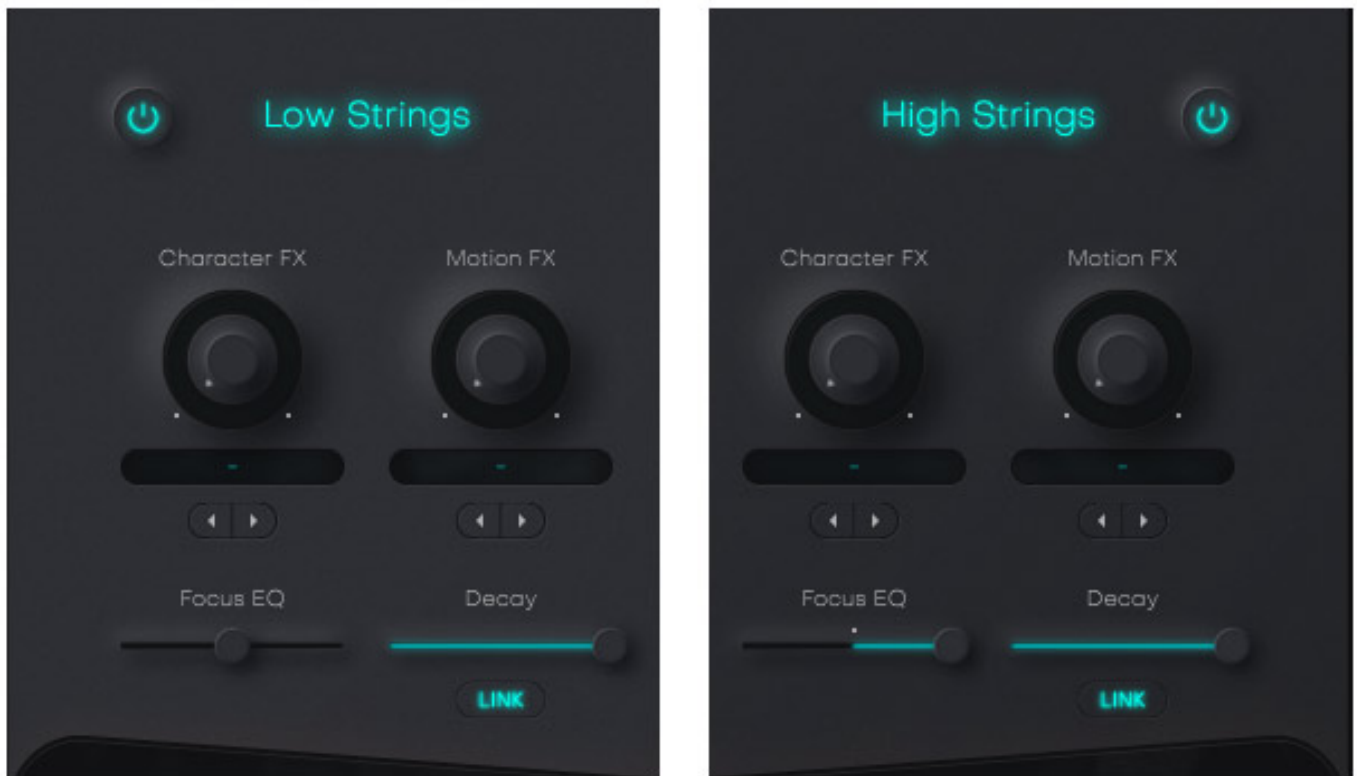 Low Strings
Character FX
Motion FX
-
-
Focus EQ
Decay
LINK
High Strings
Character FX
Motion FX
-
-
Focus EQ
Decay
LINK